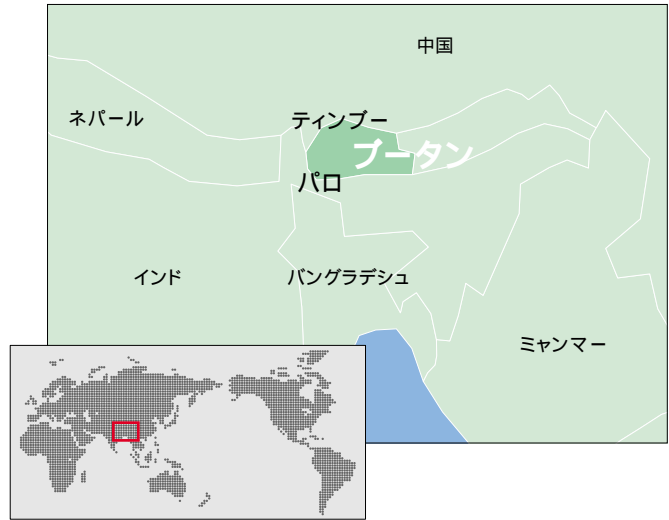 中国
ネパール
ティンブー
ブータン
パロ
インド
バングラデシュ
ミャンマー